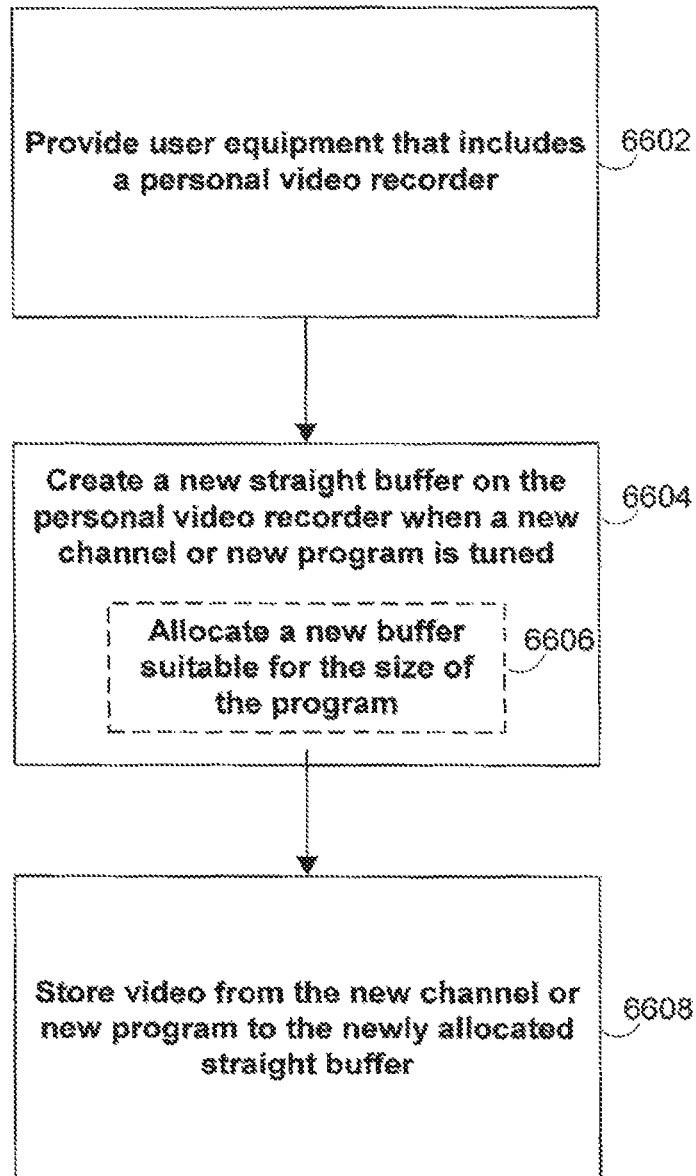 Provide user equipment that includes
a personal video recorder
6602
Create a new straight buffer on the
personal video recorder when a new
channel or new program is tuned
6604
Allocate a new buffer
suitable for the size of
the program
6606
Store video from the new channel or
new program to the newly allocated
straight buffer
6608